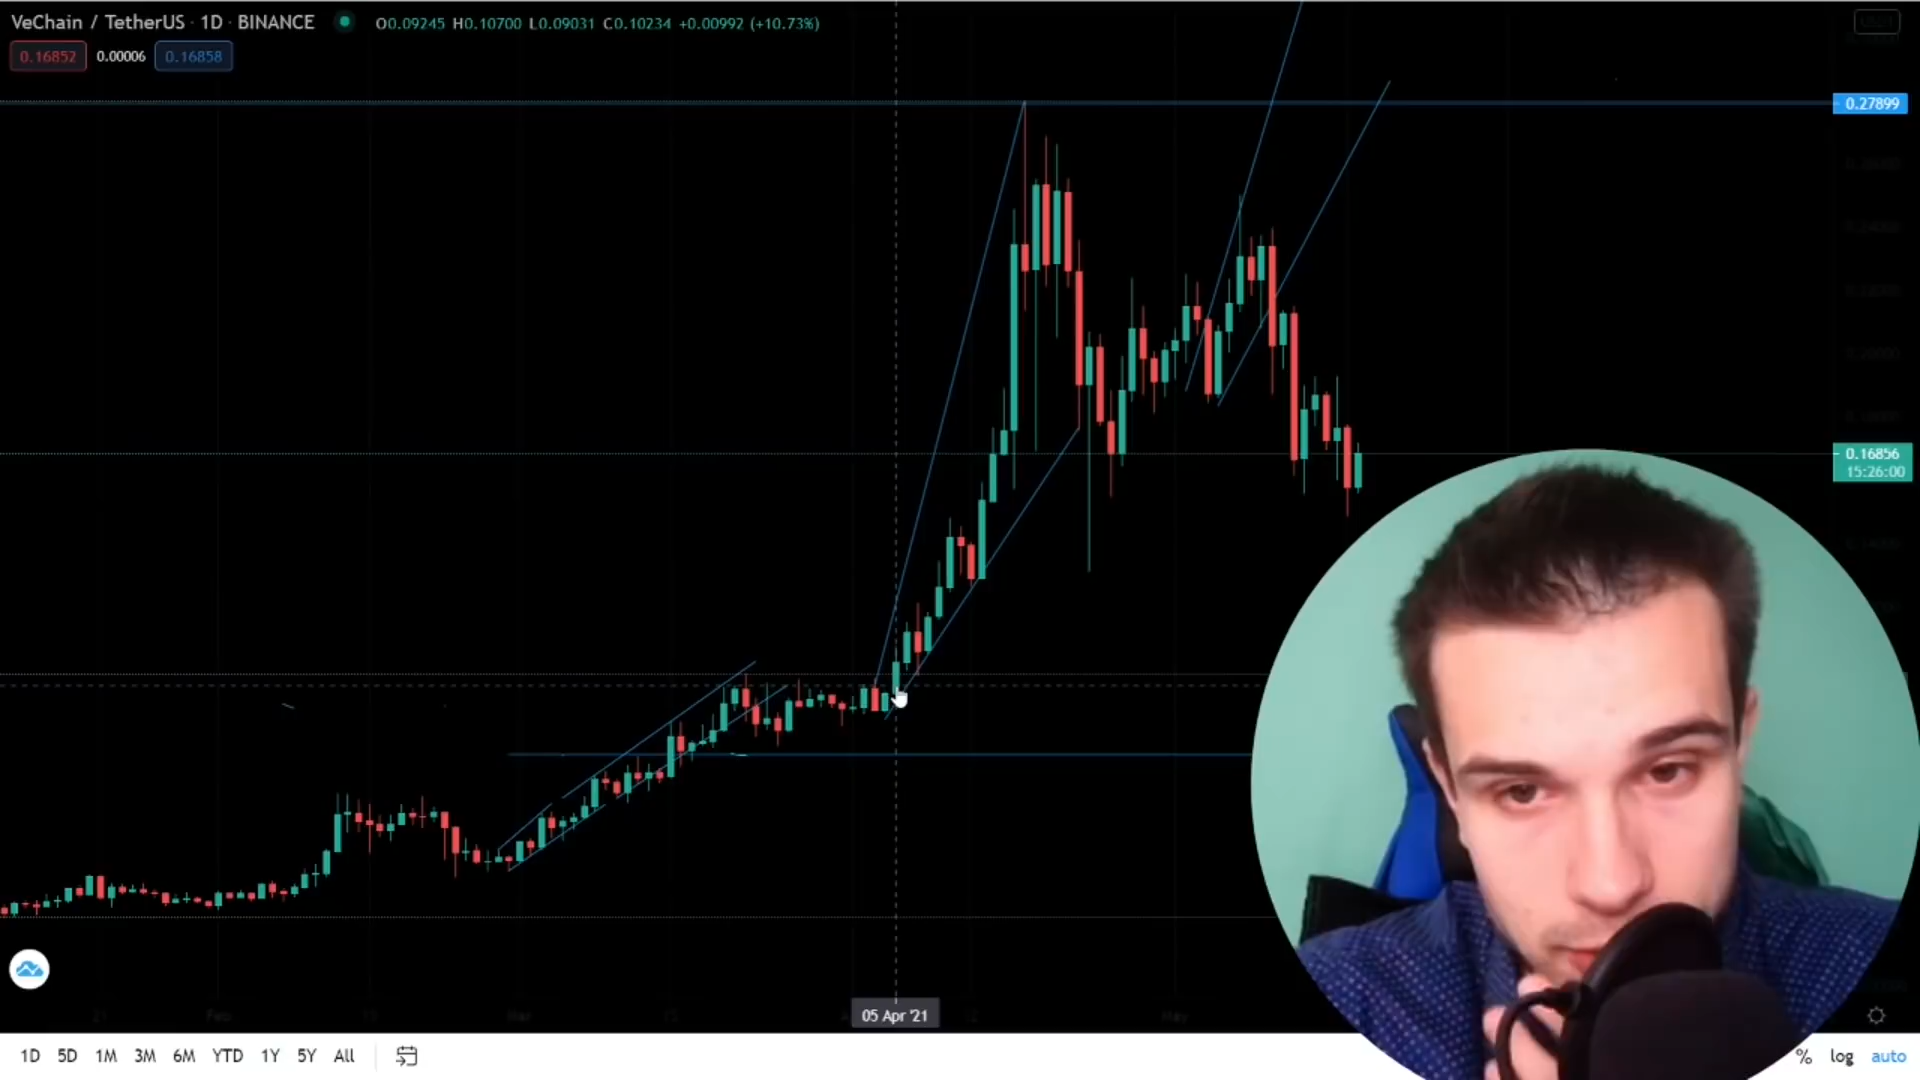 VeChain / TetherUS · 1D · BINANCE O0.09245 H0.10700 L0.09031 C0.10234 +0.00992 (+10.73%)
0.16852 0.00006 0.16858
0.27899
0.16856
15:26:00
05 Apr '21
1D 5D 1M 3M 6M YTD 1Y 5Y All % log auto